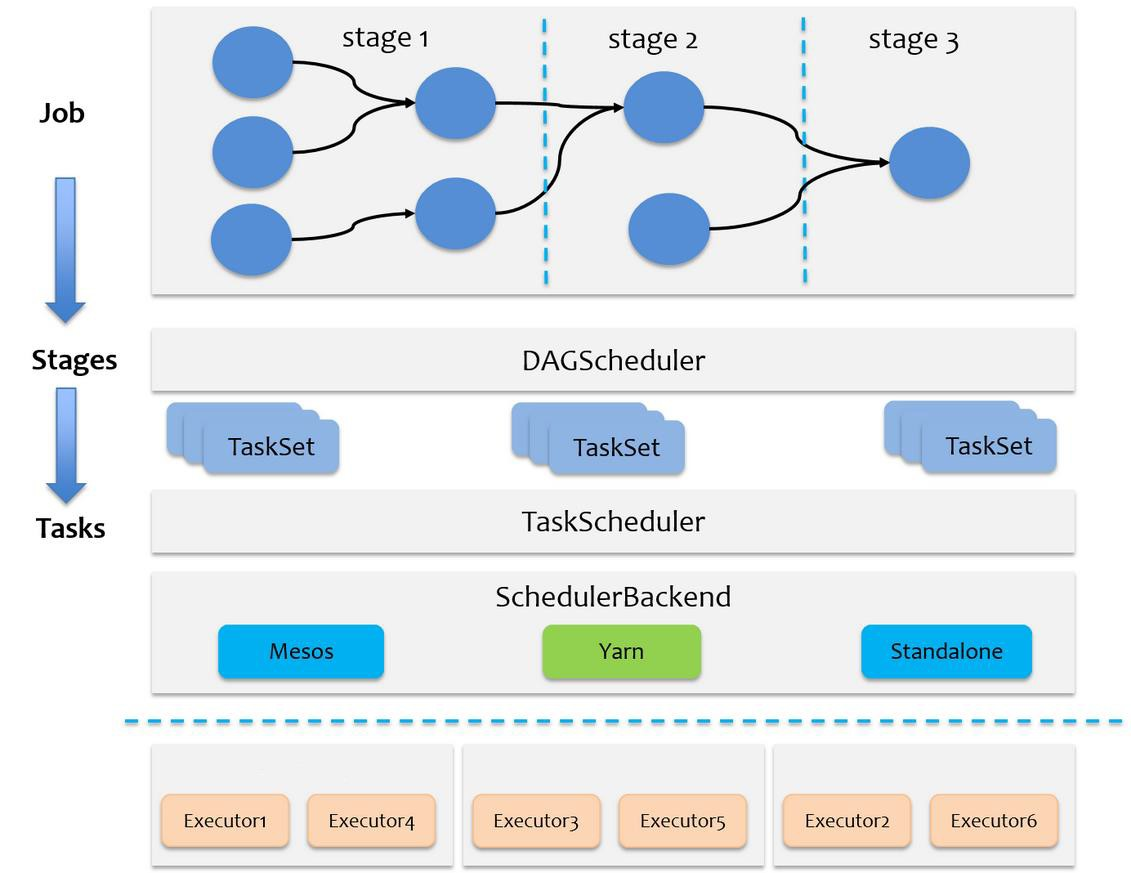 stage 1
stage 2
stage 3
Job
Stages
DAGScheduler
TaskSet
TaskSet
TaskSet
Tasks
TaskScheduler
SchedulerBackend
Mesos
Yarn
Standalone
Executor1
Executor4
Executor3
Executor5
Executor2
Executor6